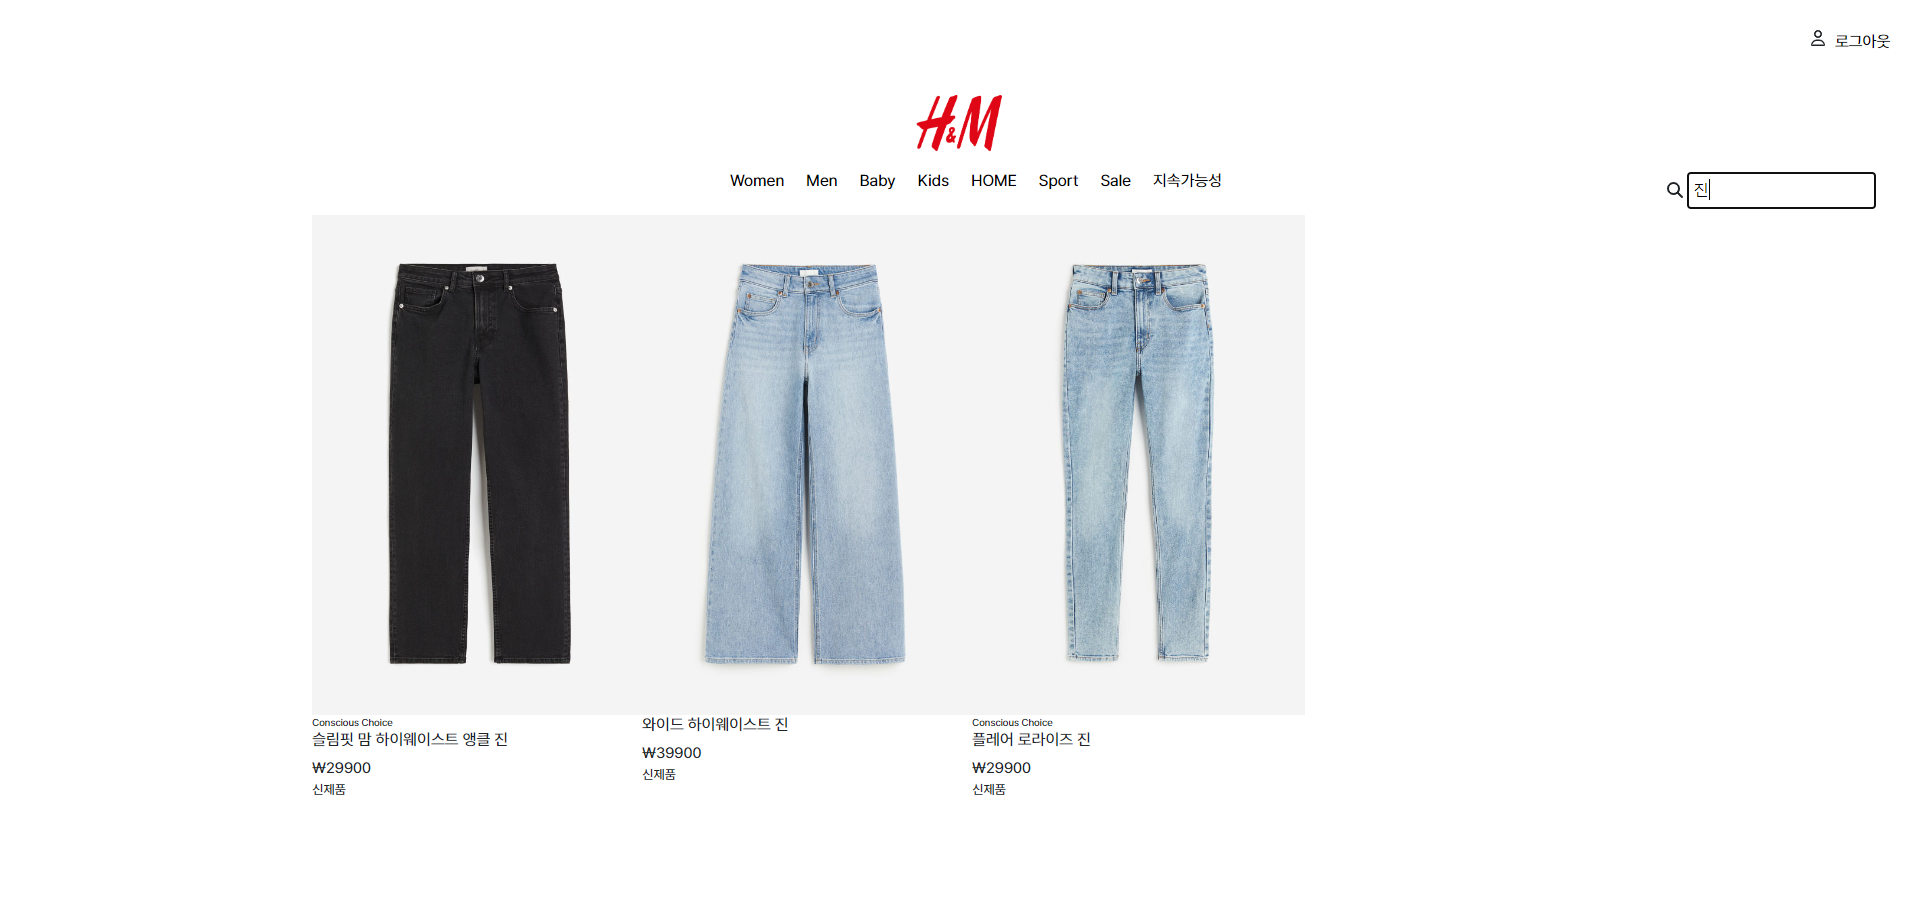 로그아웃
H&M
Women Men Baby Kids HOME Sport Sale 지속가능성
진
Conscious Choice
슬림핏 맘 하이웨이스트 앵클 진
₩29900
신제품
와이드 하이웨이스트 진
₩39900
신제품
Conscious Choice
플레어 로라이즈 진
₩29900
신제품